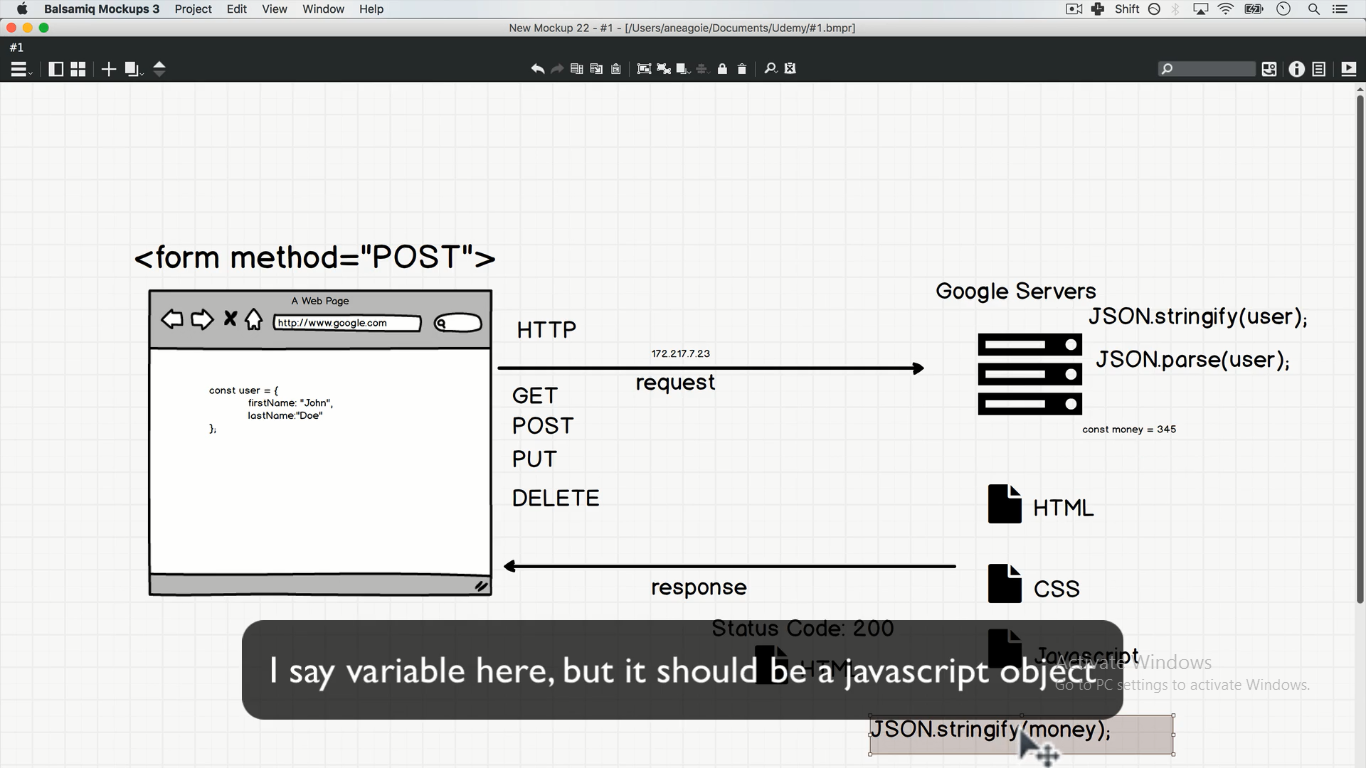 Balsamiq Mockups 3 Project Edit View Window Help Shift
New Mockup 22 - #1 - [/Users/aneagoie/Documents/Udemy/#1.bmpr]
#1
<form method="POST">
A Web Page
http://www.google.com
const user = {
firstName: "John",
lastName:"Doe"
};
HTTP
172.217.7.23
request
GET
POST
PUT
DELETE
response
Status Code: 200
HTML
Google Servers
JSON.stringify(user);
JSON.parse(user);
const money = 345
HTML
CSS
Javascript
I say variable here, but it should be a javascript object
Activate Windows
Go to PC settings to activate Windows.
JSON.stringify(money);